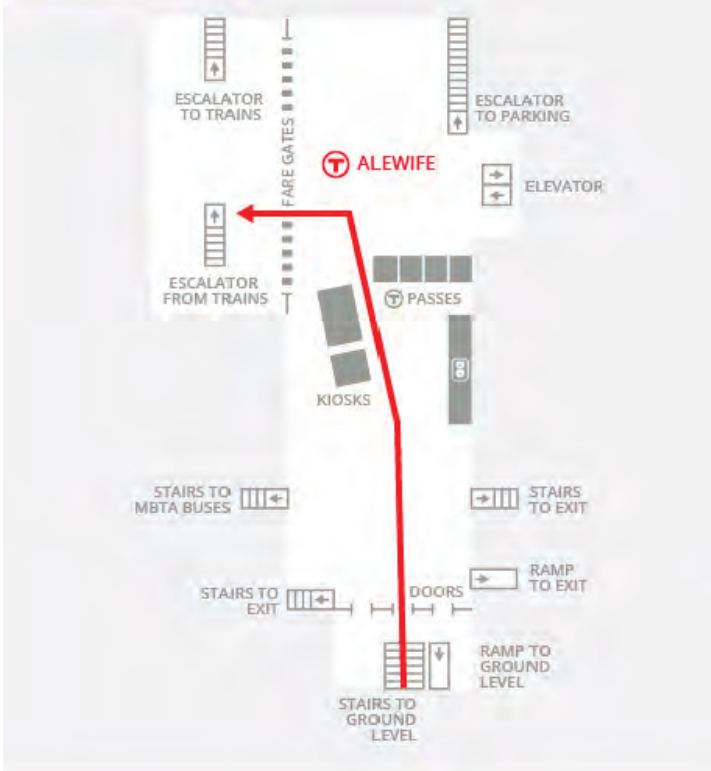 ESCALATOR
TO TRAINS
FARE GATES
ESCALATOR
TO PARKING
T ALEWIFE
ELEVATOR
ESCALATOR
FROM TRAINS
T PASSES
KIOSKS
STAIRS TO
MBTA BUSES
STAIRS
TO EXIT
RAMP
TO EXIT
STAIRS TO
EXIT
DOORS
RAMP TO
GROUND
LEVEL
STAIRS TO
GROUND
LEVEL